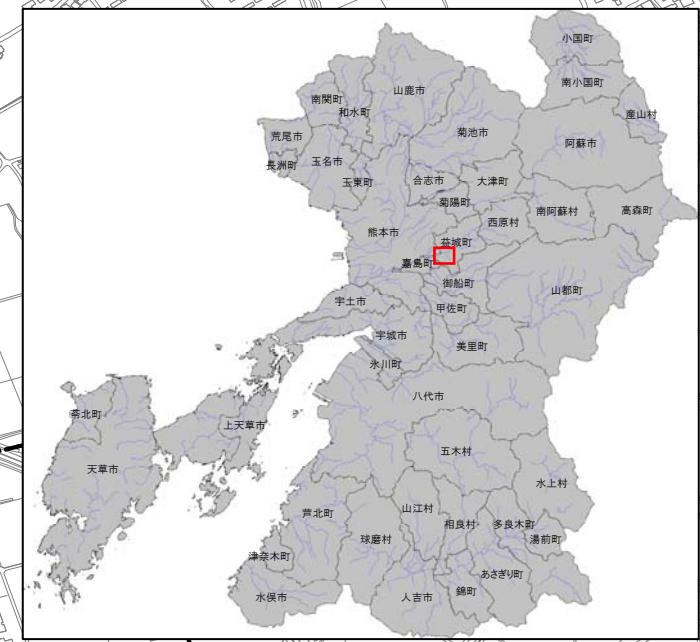 小国町
南小国町
産山村
山鹿市
南関町
和水町
菊池市
阿蘇市
荒尾市
長洲町
玉名市
玉東町
合志市
大津町
菊陽町
西原村
南阿蘇村
高森町
熊本市
益城町
嘉島町
御船町
山都町
宇土市
甲佐町
宇城市
美里町
氷川町
八代市
苓北町
上天草市
天草市
五木村
水上村
芦北町
山江村
相良村
多良木町
湯前町
球磨村
津奈木町
あさぎり町
水俣市
人吉市
錦町